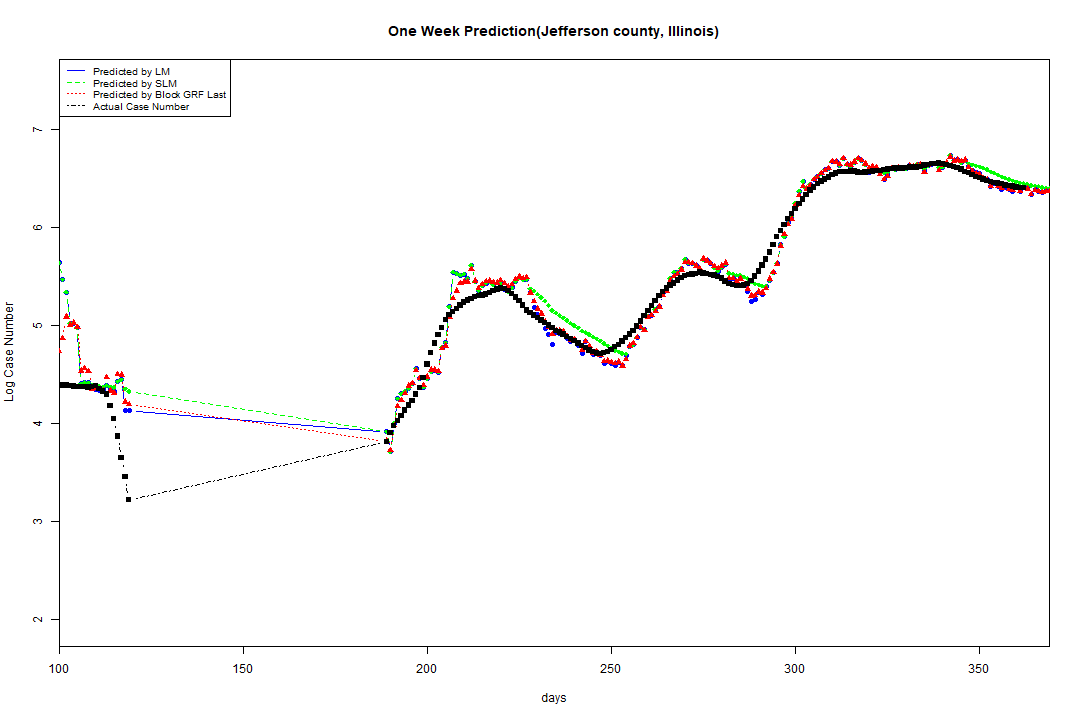 One Week Prediction(Jefferson county, Illinois)
Predicted by LM
Predicted by SLM
Predicted by Block GRF Last
Actual Case Number
7
6
5
4
3
2
Log Case Number
100 150 200 250 300 350
days